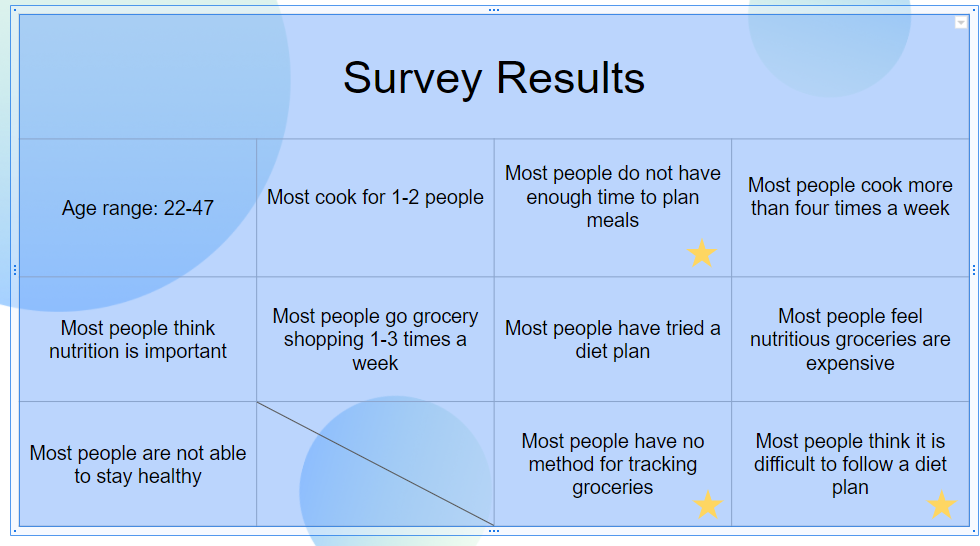 Survey Results
Age range: 22-47
Most cook for 1-2 people
Most people do not have
enough time to plan
meals
Most people cook more
than four times a week
Most people think
nutrition is important
Most people go grocery
shopping 1-3 times a
week
Most people have tried a
diet plan
Most people feel
nutritious groceries are
expensive
Most people are not able
to stay healthy
Most people have no
method for tracking
groceries
Most people think it is
difficult to follow a diet
plan